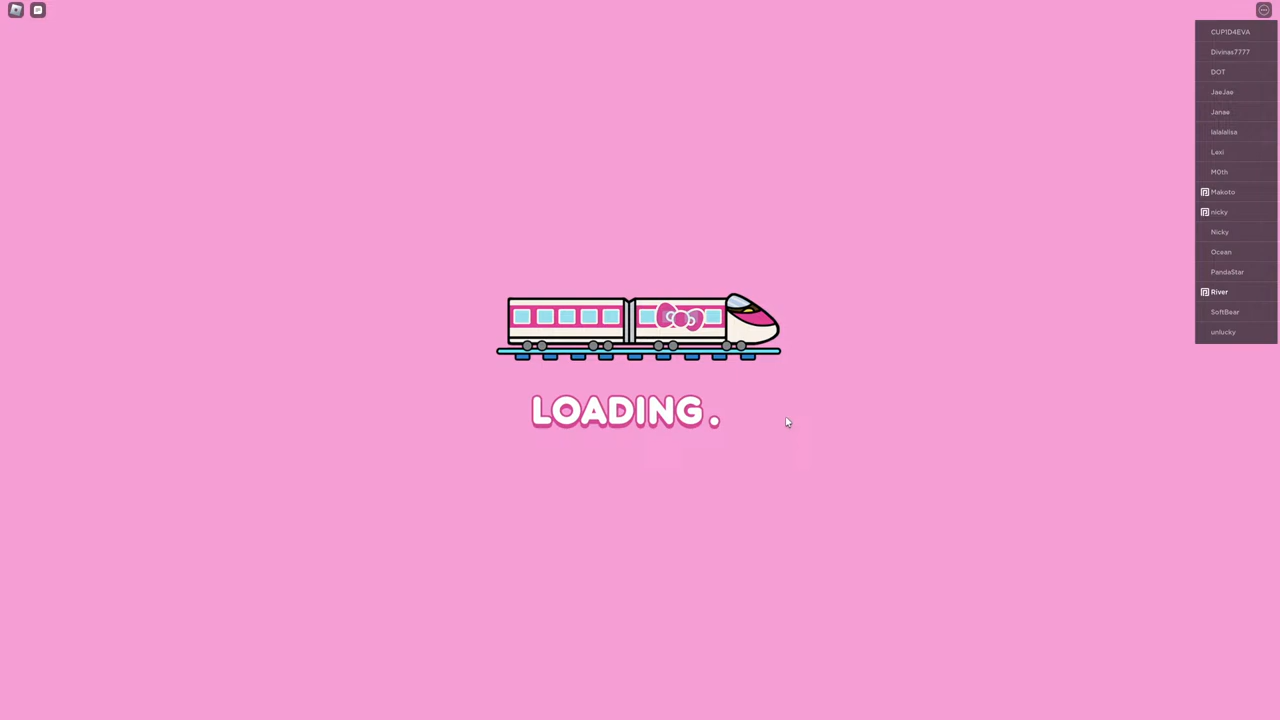 CUP1D4EVA
Divinas7777
DOT
JaeJae
Janae
lalalalisa
Lexi
M0th
Makoto
nicky
Nicky
Ocean
PandaStar
River
SoftBear
unlucky
LOADING.